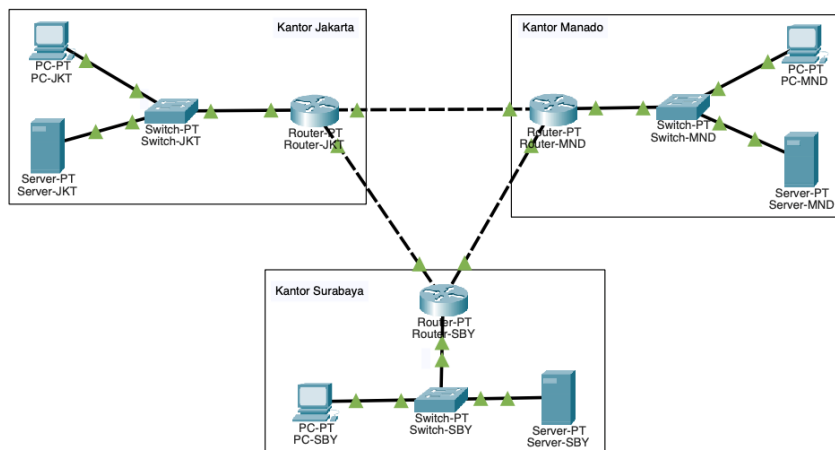 Kantor Jakarta
PC-PT
PC-JKT
Switch-PT
Switch-JKT
Router-PT
Router-JKT
Server-PT
Server-JKT
Kantor Manado
PC-PT
PC-MND
Router-PT
Router-MND
Switch-PT
Switch-MND
Server-PT
Server-MND
Kantor Surabaya
Router-PT
Router-SBY
PC-PT
PC-SBY
Switch-PT
Switch-SBY
Server-PT
Server-SBY